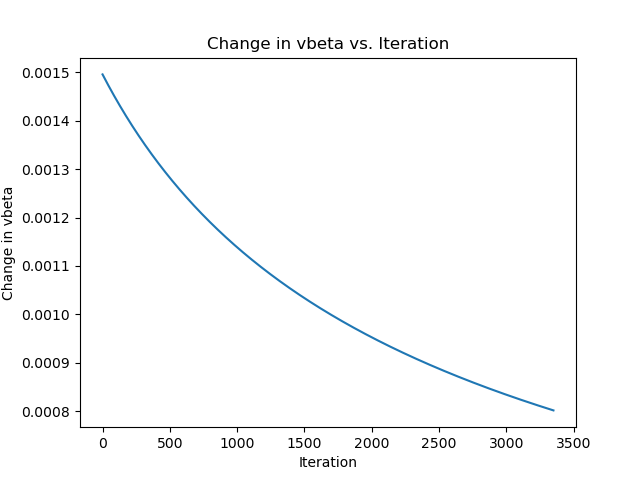 Change in vbeta vs. Iteration
0.0015
0.0014
0.0013
0.0012
0.0011
0.0010
0.0009
0.0008
Change in vbeta
0 500 1000 1500 2000 2500 3000 3500
Iteration